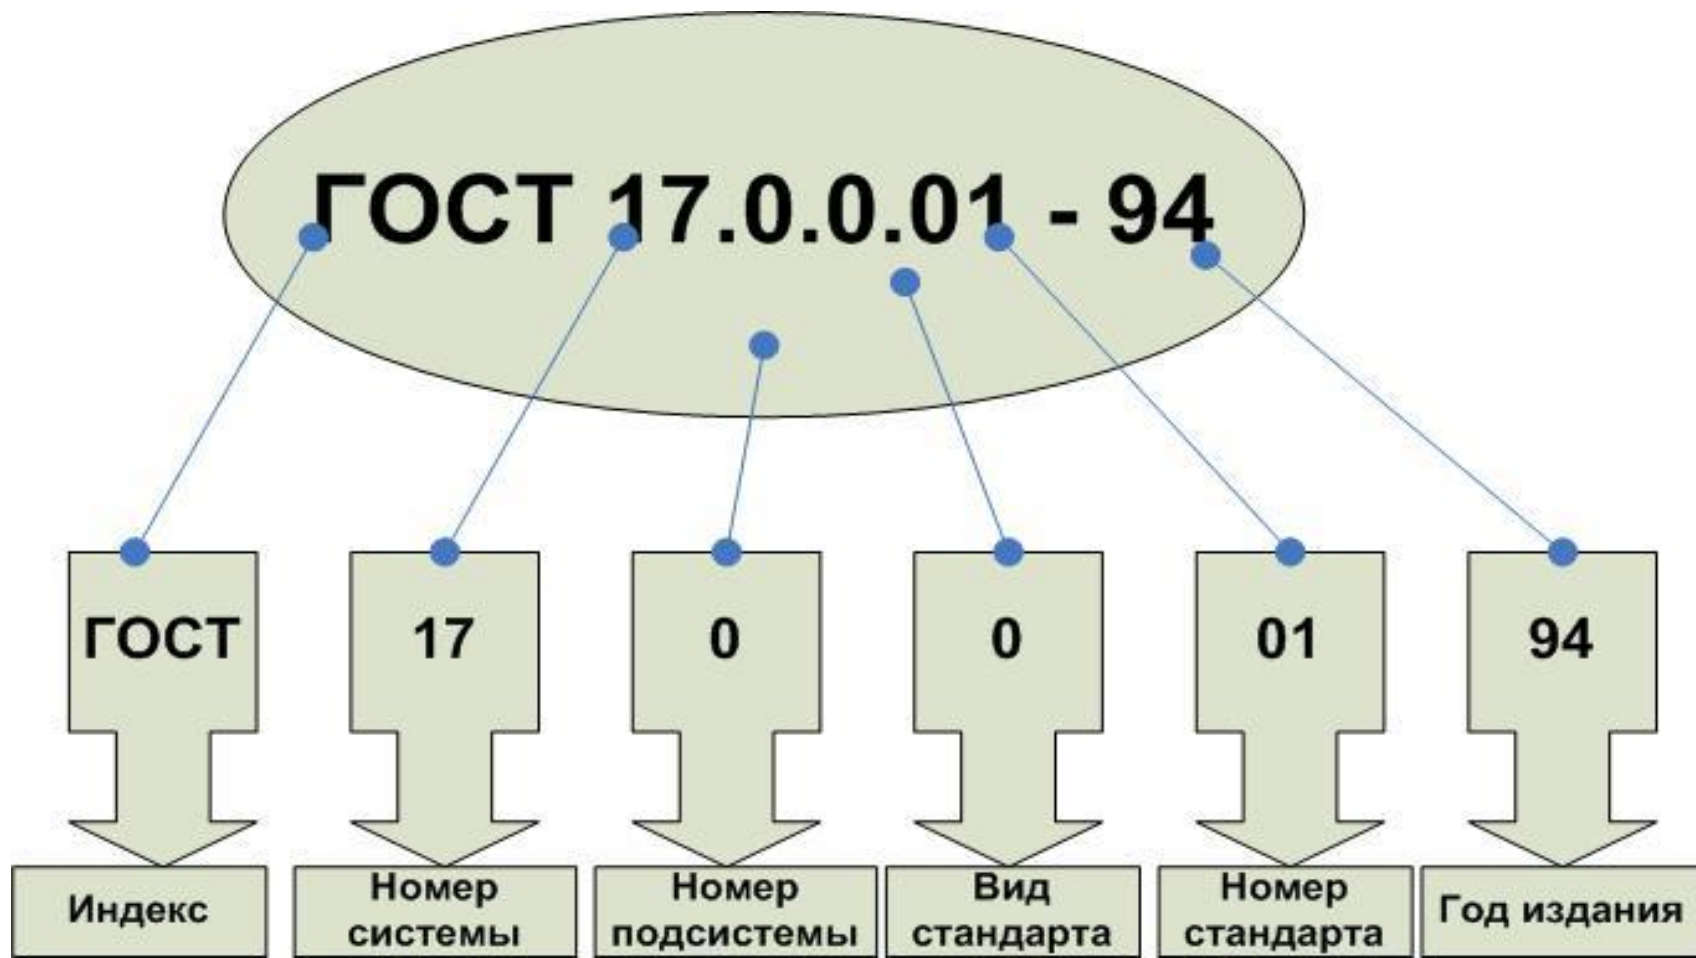 ГОСТ 17.0.0.01 - 94
ГОСТ
17
0
0
01
94
Индекс
Номер
системы
Номер
подсистемы
Вид
стандарта
Номер
стандарта
Год издания